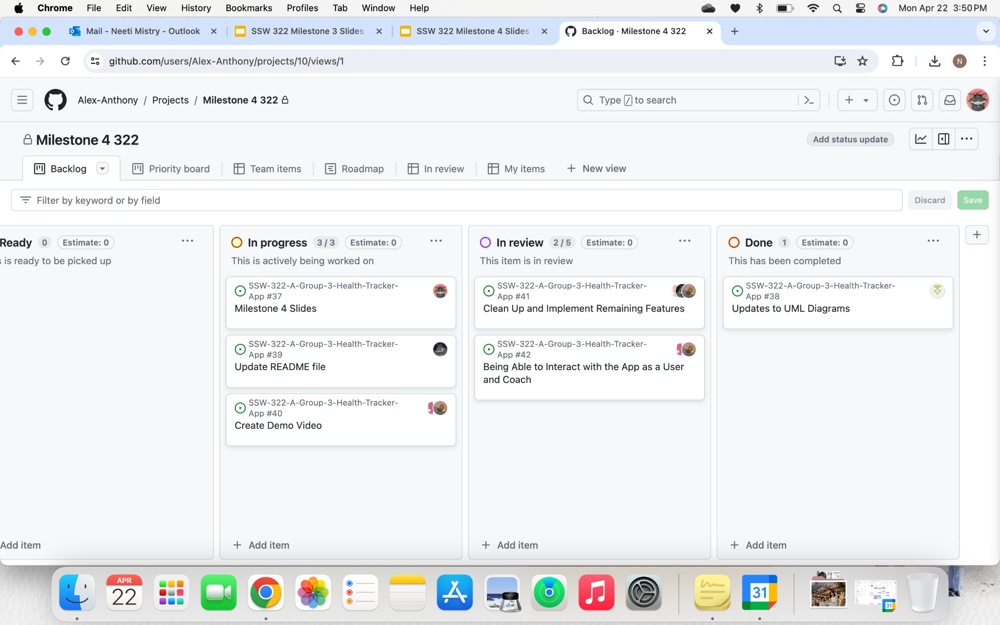 Chrome File Edit View History Bookmarks Profiles Tab Window Help Mon Apr 22 3:50 PM
Mail - Neeti Mistry - Outlook SSW 322 Milestone 3 Slides SSW 322 Milestone 4 Slides Backlog · Milestone 4 322
github.com/users/Alex-Anthony/projects/10/views/1 N
Alex-Anthony / Projects / Milestone 4 322 Type / to search
Milestone 4 322 Add status update
Backlog Priority board Team items Roadmap In review My items New view
Filter by keyword or by field Discard Save
Ready 0 Estimate: 0
s is ready to be picked up
Add item
In progress 3 / 3 Estimate: 0
This is actively being worked on
SSW-322-A-Group-3-Health-Tracker-
App #37
Milestone 4 Slides
SSW-322-A-Group-3-Health-Tracker-
App #39
Update README file
SSW-322-A-Group-3-Health-Tracker-
App #40
Create Demo Video
Add item
In review 2 / 5 Estimate: 0
This item is in review
SSW-322-A-Group-3-Health-Tracker-
App #41
Clean Up and Implement Remaining Features
SSW-322-A-Group-3-Health-Tracker-
App #42
Being Able to Interact with the App as a User
and Coach
Add item
Done 1 Estimate: 0
This has been completed
SSW-322-A-Group-3-Health-Tracker-
App #38
Updates to UML Diagrams
Add item
APR
22
31
31